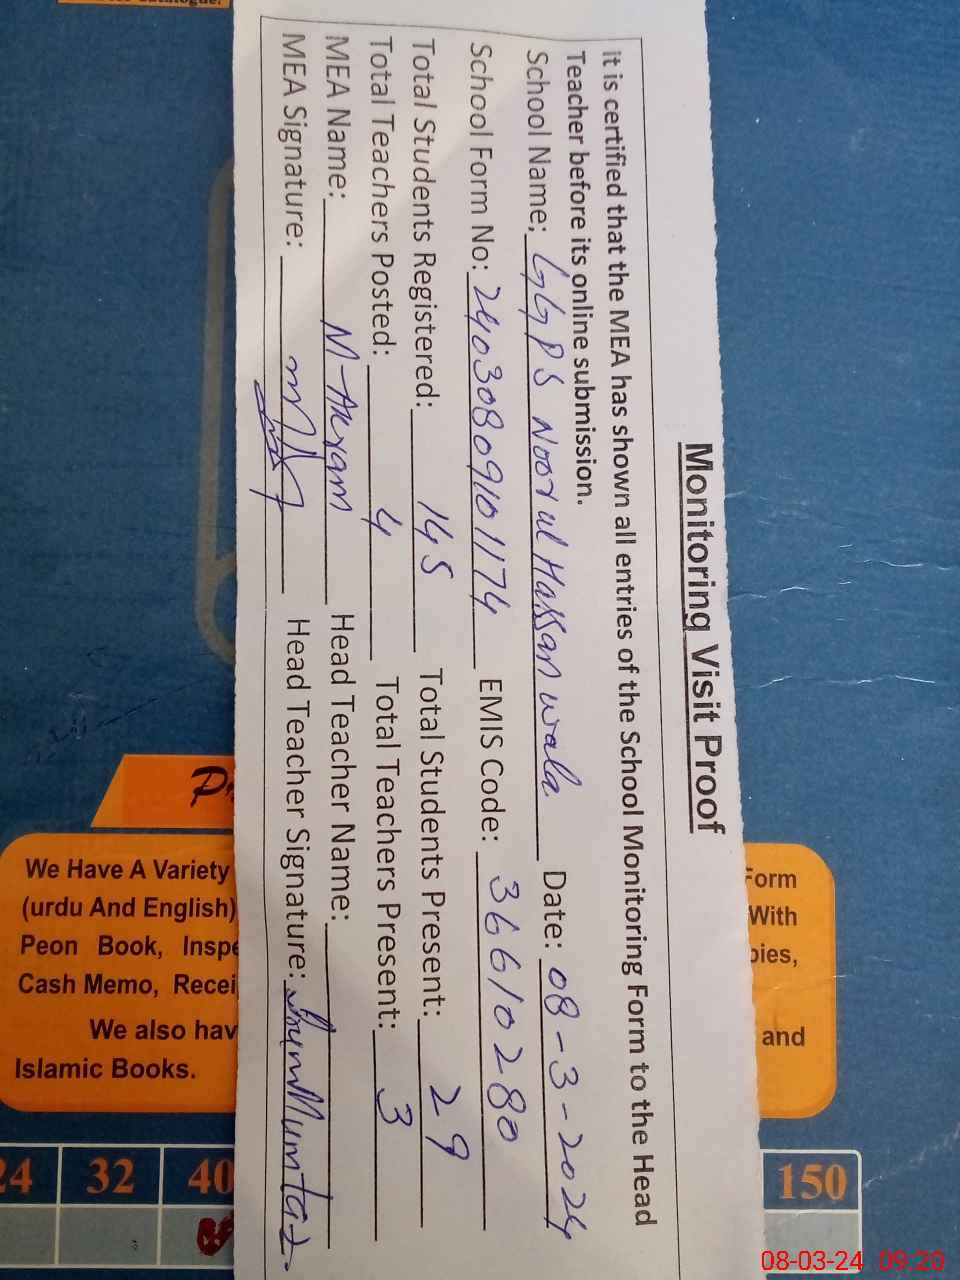 Monitoring Visit Proof
It is certified that the MEA has shown all entries of the School Monitoring Form to the Head
Teacher before its online submission.
School Name; GGPS Noor ul Hassan wala Date: 08-3-2024
School Form No: 24030809101174 EMIS Code: 36610280
Total Students Registered: 145 Total Students Present: 29
Total Teachers Posted: 4 Total Teachers Present: 3
MEA Name: M-Akram Head Teacher Name:
MEA Signature: Head Teacher Signature: Mumtaz
We Have A Variety
(urdu And English)
Peon Book, Inspe
Cash Memo, Recei
We also hav
Islamic Books.
Form
With
pies,
and
24 32 40 150
08-03-24 09:20